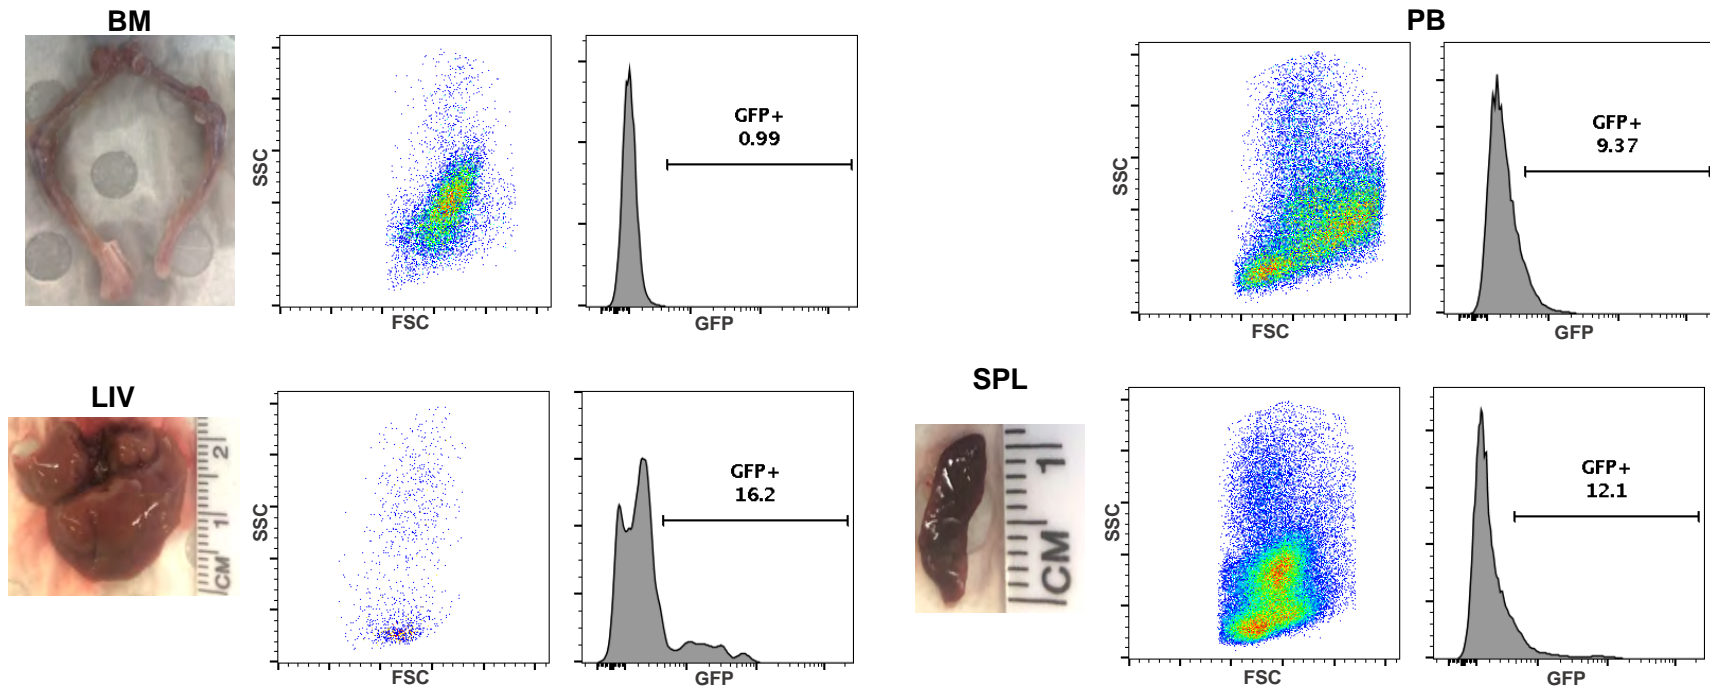 BM
SSC
FSC
GFP+
0.99
GFP
PB
SSC
FSC
GFP+
9.37
GFP
LIV
2
1
CM
SSC
FSC
GFP+
16.2
GFP
SPL
1
CM
SSC
FSC
GFP+
12.1
GFP